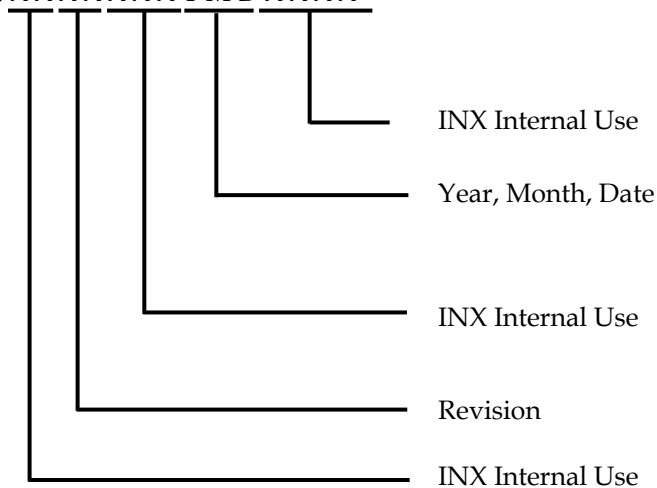 INX Internal Use
Year, Month, Date
INX Internal Use
Revision
INX Internal Use